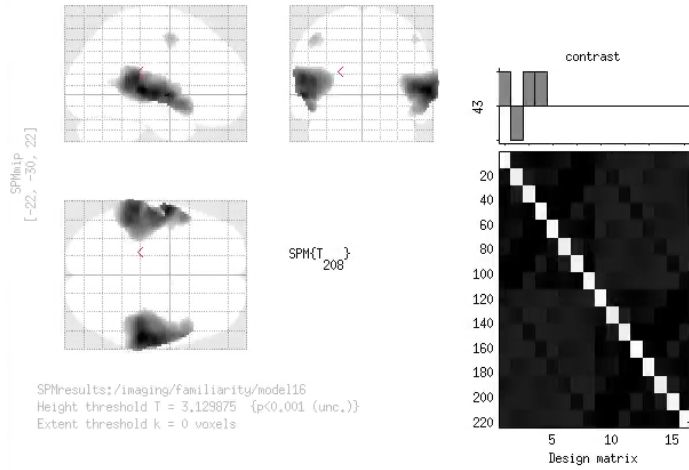 contrast
43
SPMmip
[-22, -30, 22]
SPM{T
208
}
20
40
60
80
100
120
140
160
180
200
220
5 10 15
Design matrix
SPMresults:/imaging/familiarity/model16
Height threshold T = 3.129875 {p<0.001 (unc.)}
Extent threshold k = 0 voxels